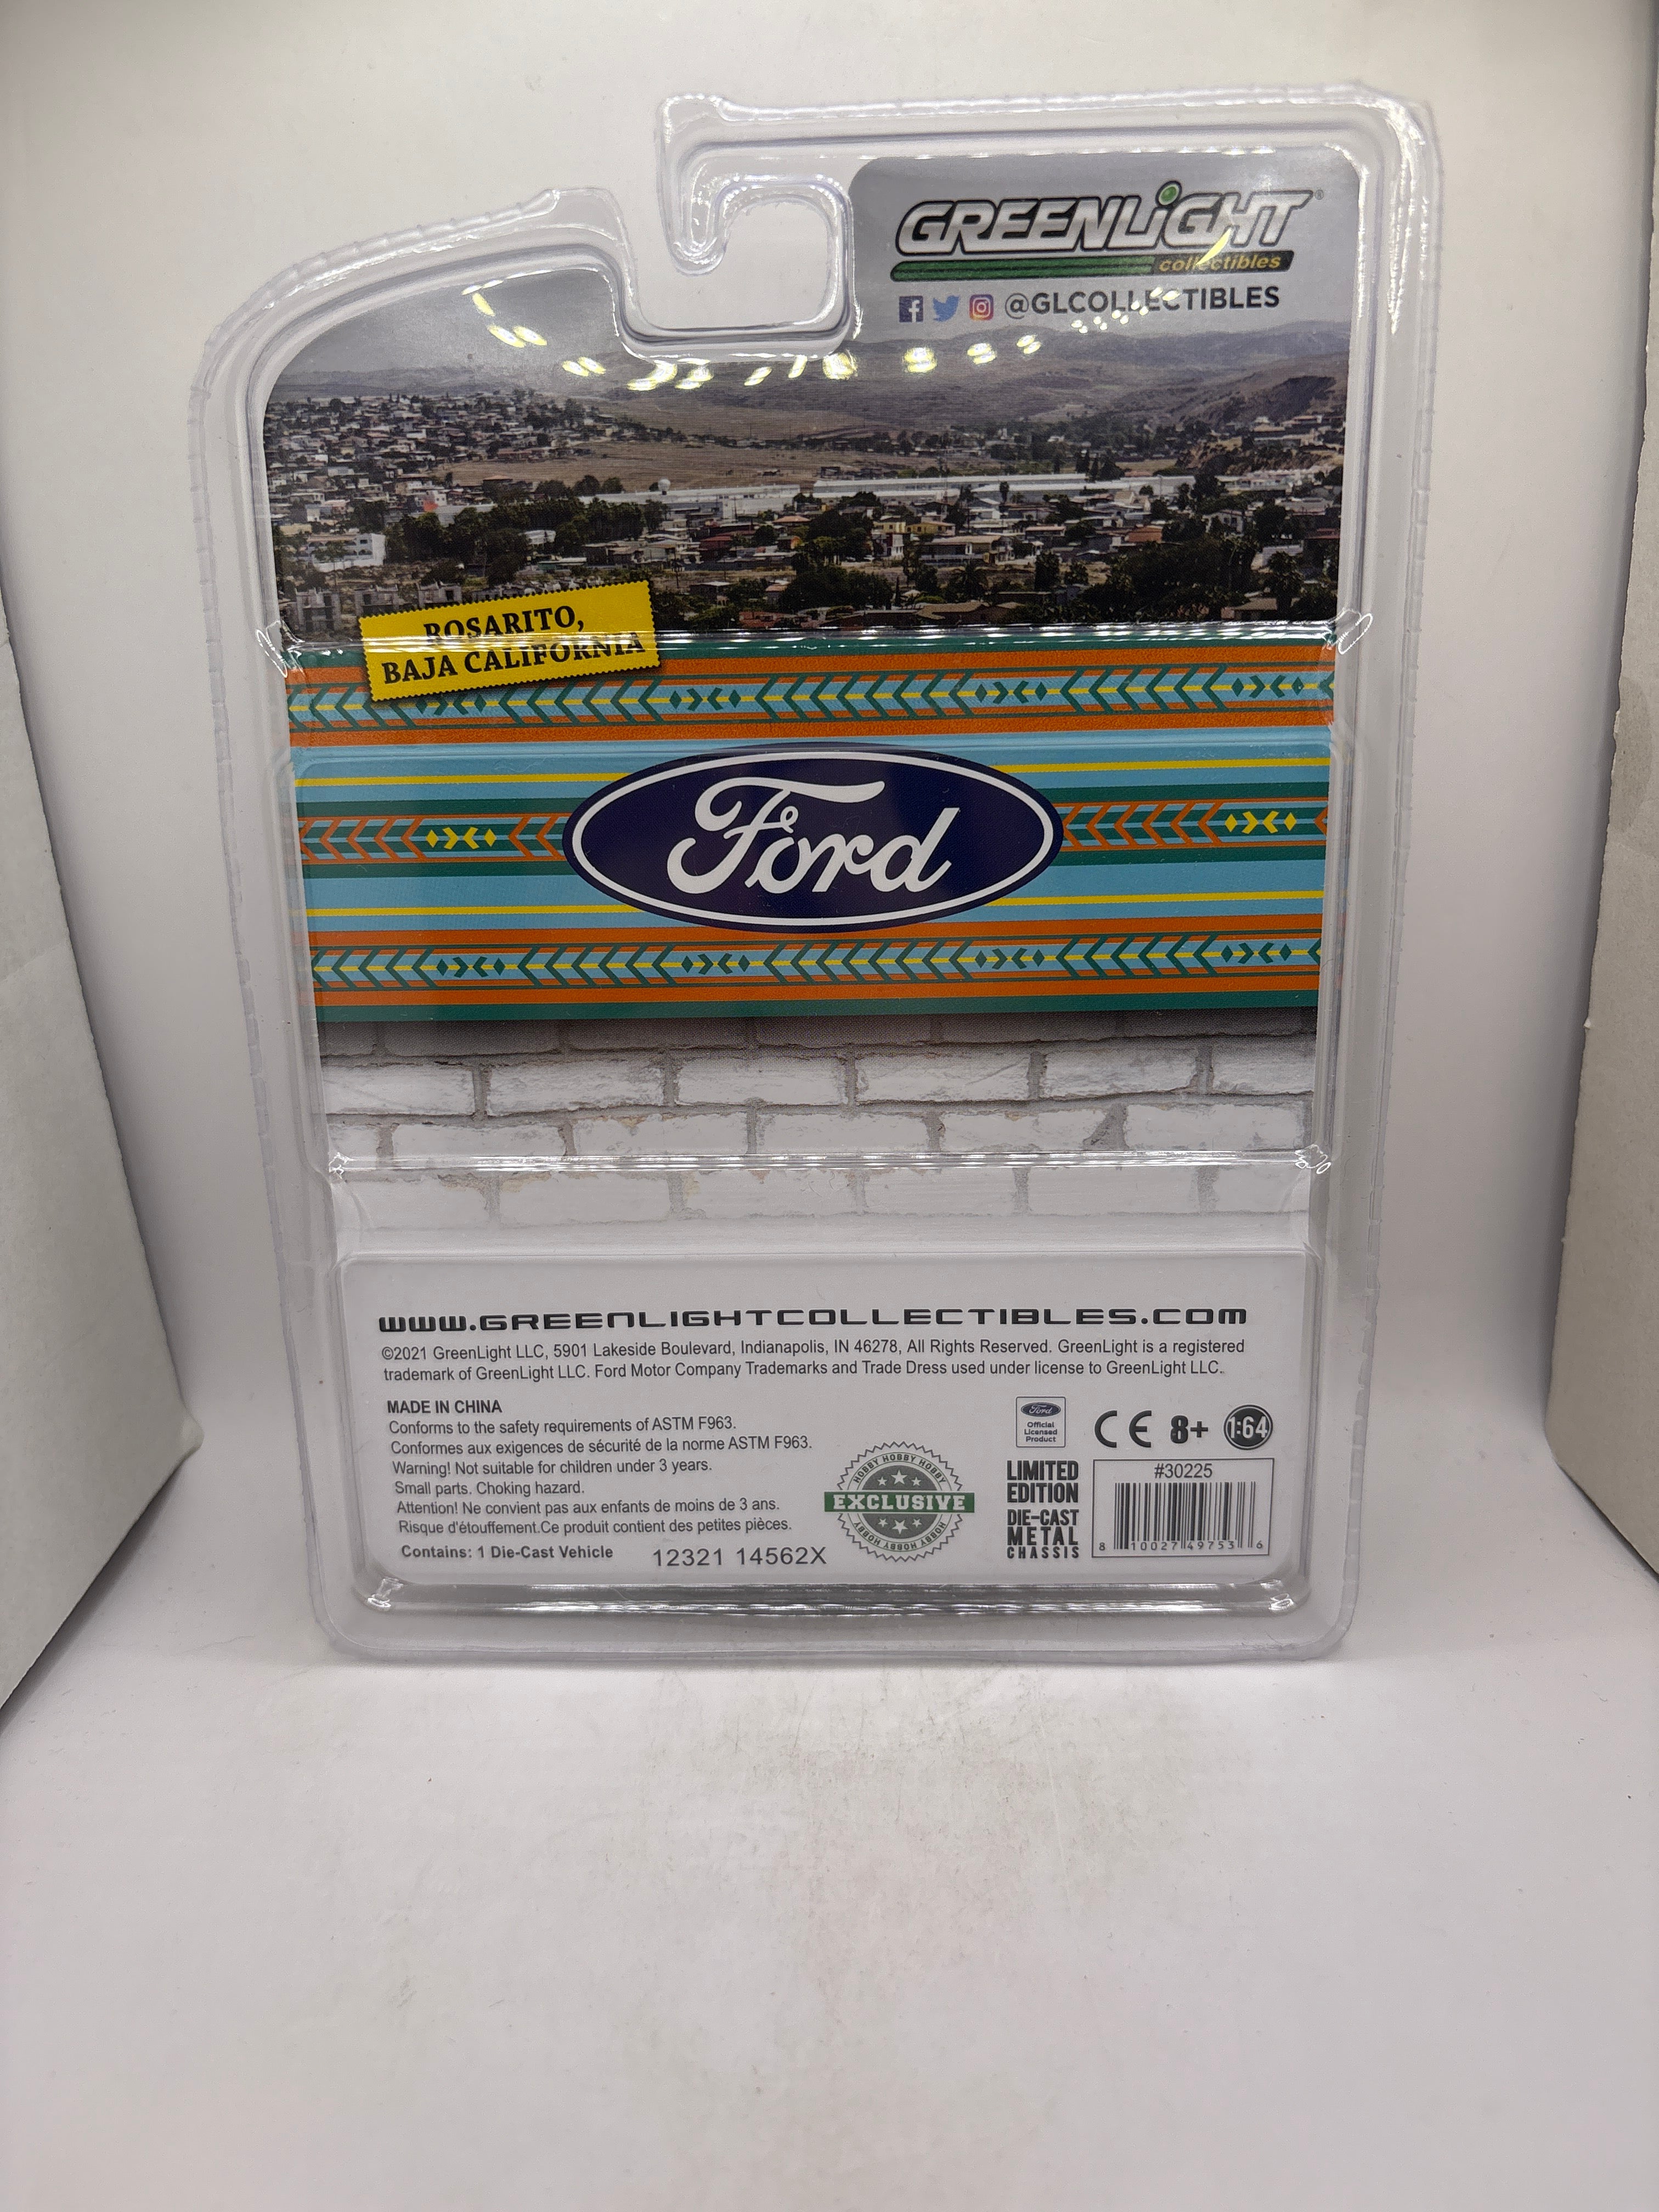 GREENLiGHT®
collectibles
@GLCOLLECTIBLES
ROSARITO,
BAJA CALIFORNIA
Ford
www.GREENLIGHTCOLLECTIBLES.COM
©2021 GreenLight LLC, 5901 Lakeside Boulevard, Indianapolis, IN 46278, All Rights Reserved. GreenLight is a registered
trademark of GreenLight LLC. Ford Motor Company Trademarks and Trade Dress used under license to GreenLight LLC.
MADE IN CHINA
Conforms to the safety requirements of ASTM F963.
Conformes aux exigences de sécurité de la norme ASTM F963.
Warning! Not suitable for children under 3 years.
Small parts. Choking hazard.
Attention! Ne convient pas aux enfants de moins de 3 ans.
Risque d'étouffement.Ce produit contient des petites pièces.
Contains: 1 Die-Cast Vehicle
12321 14562X
HOBBY HOBBY HOBBY
EXCLUSIVE
HOBBY HOBBY HOBBY
Ford
Official
Licensed
Product
CE 8+ 1:64
LIMITED
EDITION
DIE-CAST
METAL
CHASSIS
#30225
8 10027 49753 6